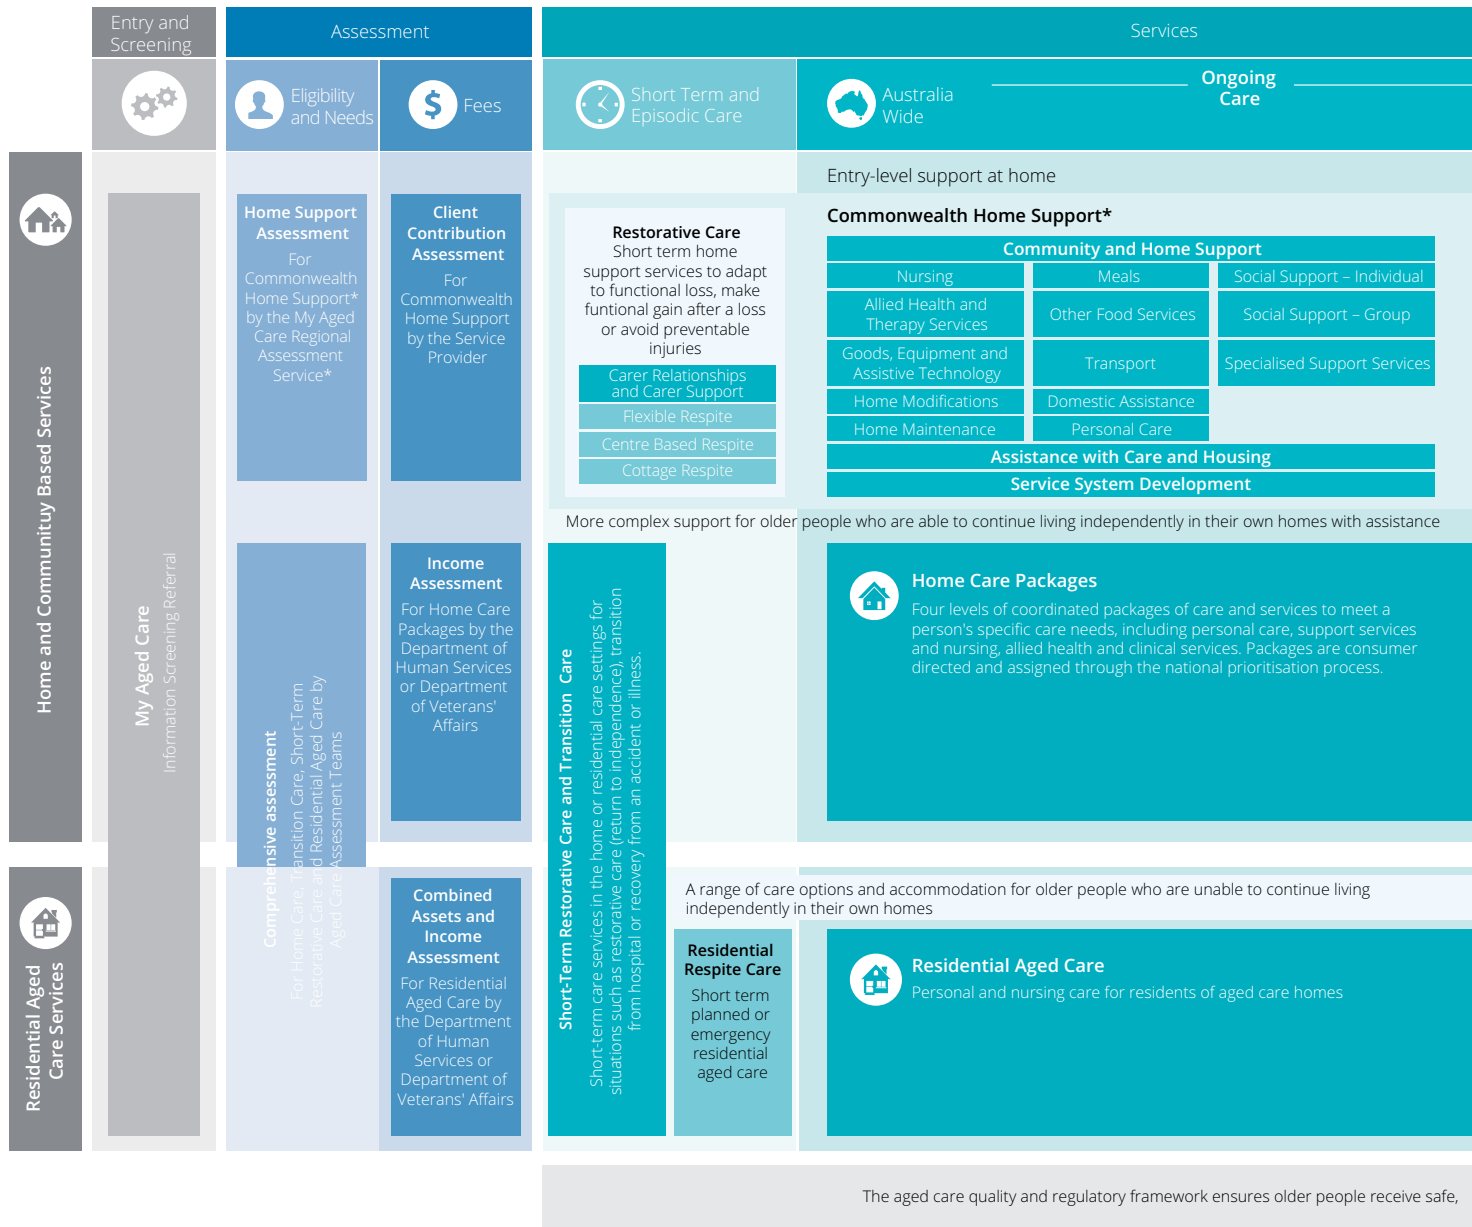 Entry and
Screening
Assessment
Services
Eligibility
and Needs
Fees
Short Term and
Episodic Care
Australia
Wide
Ongoing
Care
Home and Communituy Based Services
My Aged Care
Information Screening Referral
Home Support
Assessment
For
Commonwealth
Home Support*
by the My Aged
Care Regional
Assessment
Service*
Client
Contribution
Assessment
For
Commonwealth
Home Support
by the Service
Provider
Restorative Care
Short term home
support services to adapt
to functional loss, make
funtional gain after a loss
or avoid preventable
injuries
Carer Relationships
and Carer Support
Flexible Respite
Centre Based Respite
Cottage Respite
Entry-level support at home
Commonwealth Home Support*
Community and Home Support
Nursing
Meals
Social Support – Individual
Allied Health and
Therapy Services
Other Food Services
Social Support – Group
Goods, Equipment and
Assistive Technology
Transport
Specialised Support Services
Home Modifications
Domestic Assistance
Home Maintenance
Personal Care
Assistance with Care and Housing
Service System Development
More complex support for older people who are able to continue living independently in their own homes with assistance
Comprehensive assessment
For Home Care, Transition Care, Short-Term
Restorative Care and Residential Aged Care by
Aged Care Assessment Teams
Income
Assessment
For Home Care
Packages by the
Department of
Human Services
or Department
of Veterans'
Affairs
Short-Term Restorative Care and Transition Care
Short-term care services in the home or residential care settings for
situations such as restorative care (return to independence), transition
from hospital or recovery from an accident or illness.
Home Care Packages
Four levels of coordinated packages of care and services to meet a
person's specific care needs, including personal care, support services
and nursing, allied health and clinical services. Packages are consumer
directed and assigned through the national prioritisation process.
Residential Aged
Care Services
Combined
Assets and
Income
Assessment
For Residential
Aged Care by
the Department
of Human
Services or
Department of
Veterans' Affairs
A range of care options and accommodation for older people who are unable to continue living
independently in their own homes
Residential
Respite Care
Short term
planned or
emergency
residential
aged care
Residential Aged Care
Personal and nursing care for residents of aged care homes
The aged care quality and regulatory framework ensures older people receive safe,